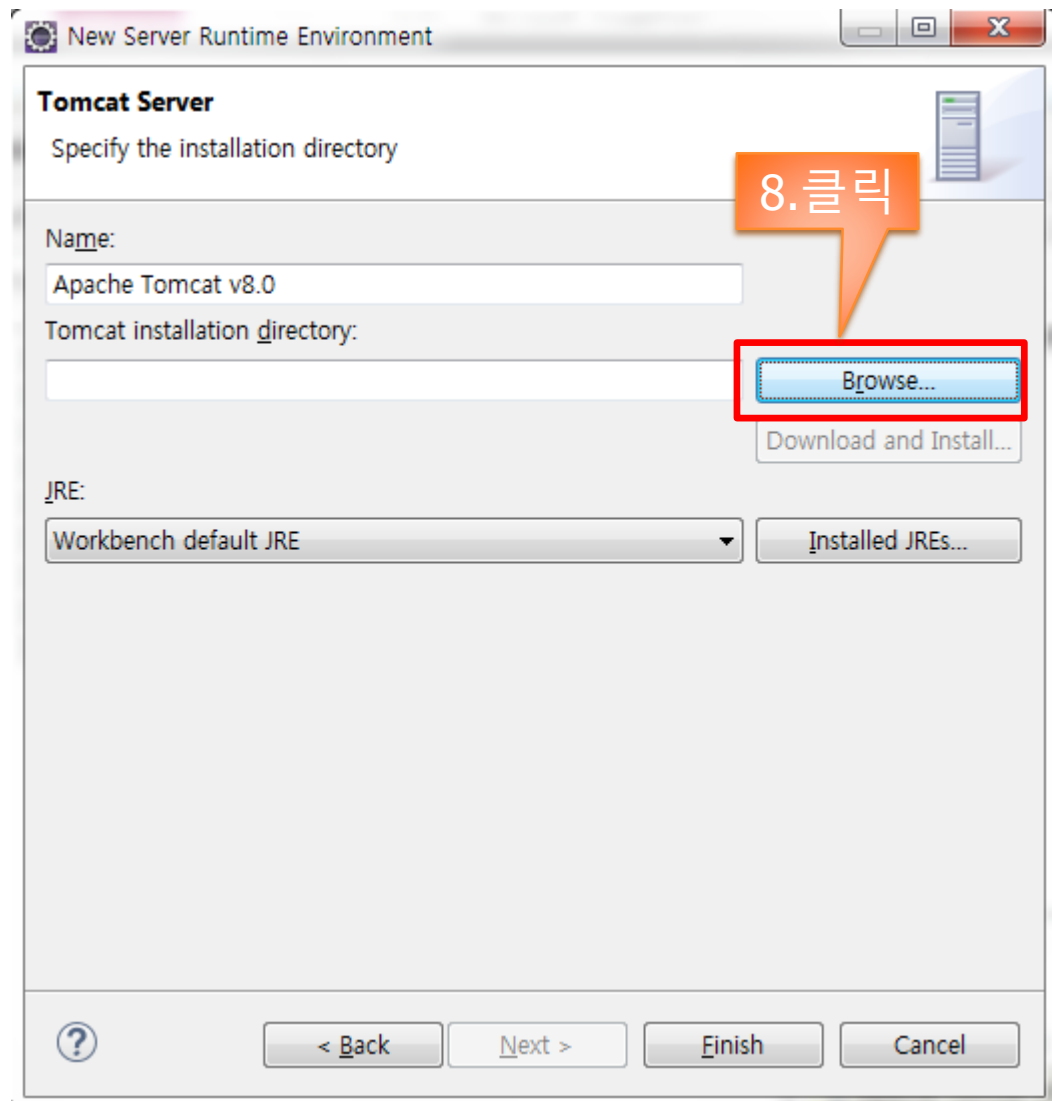 New Server Runtime Environment
Tomcat Server
Specify the installation directory
8.클릭
Name:
Apache Tomcat v8.0
Tomcat installation directory:
Browse...
Download and Install...
JRE:
Workbench default JRE
Installed JREs...
?
< Back
Next >
Finish
Cancel